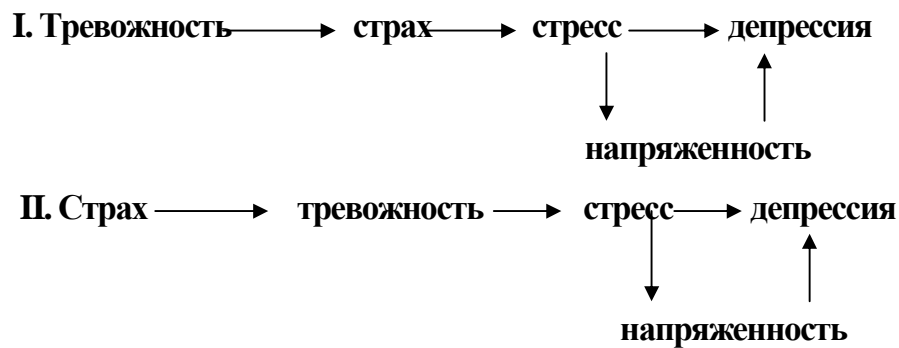 I. Тревожность страх стресс депрессия
напряженность
II. Страх тревожность стресс депрессия
напряженность